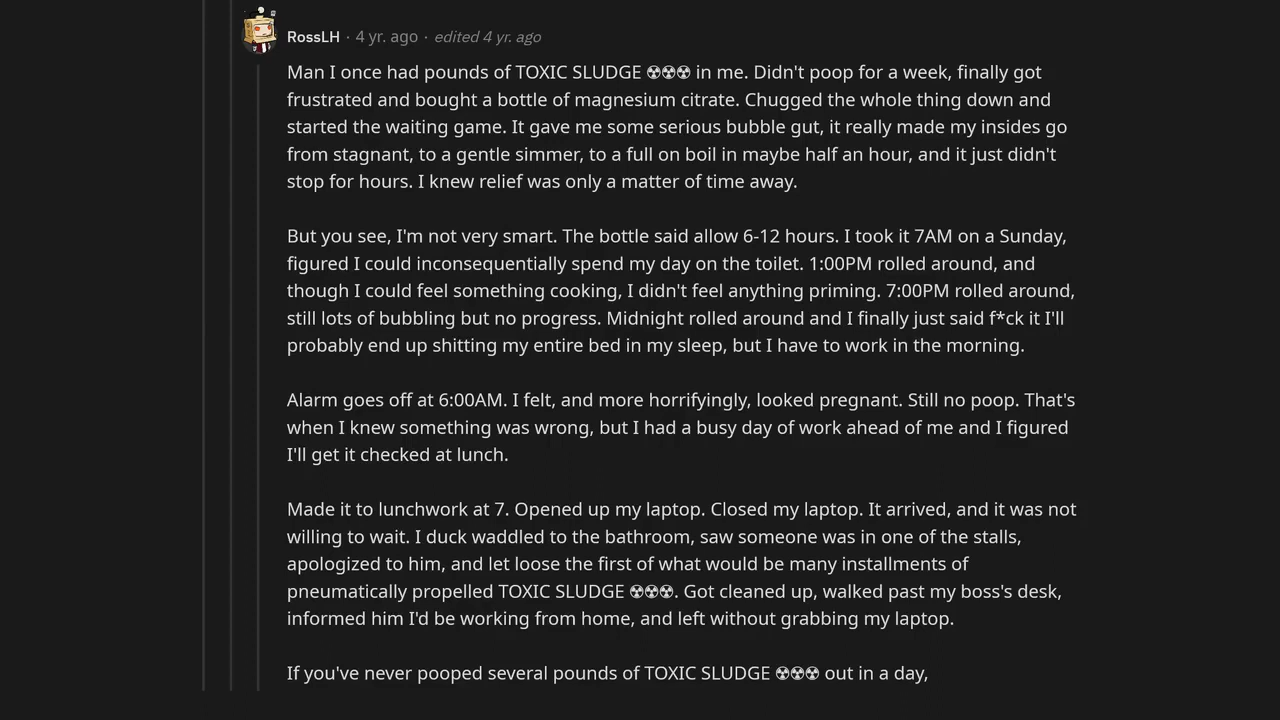 RossLH · 4 yr. ago · edited 4 yr. ago
Man I once had pounds of TOXIC SLUDGE ☢☢☢ in me. Didn't poop for a week, finally got
frustrated and bought a bottle of magnesium citrate. Chugged the whole thing down and
started the waiting game. It gave me some serious bubble gut, it really made my insides go
from stagnant, to a gentle simmer, to a full on boil in maybe half an hour, and it just didn't
stop for hours. I knew relief was only a matter of time away.
But you see, I'm not very smart. The bottle said allow 6-12 hours. I took it 7AM on a Sunday,
figured I could inconsequentially spend my day on the toilet. 1:00PM rolled around, and
though I could feel something cooking, I didn't feel anything priming. 7:00PM rolled around,
still lots of bubbling but no progress. Midnight rolled around and I finally just said f*ck it I'll
probably end up shitting my entire bed in my sleep, but I have to work in the morning.
Alarm goes off at 6:00AM. I felt, and more horrifyingly, looked pregnant. Still no poop. That's
when I knew something was wrong, but I had a busy day of work ahead of me and I figured
I'll get it checked at lunch.
Made it to lunchwork at 7. Opened up my laptop. Closed my laptop. It arrived, and it was not
willing to wait. I duck waddled to the bathroom, saw someone was in one of the stalls,
apologized to him, and let loose the first of what would be many installments of
pneumatically propelled TOXIC SLUDGE ☢☢☢. Got cleaned up, walked past my boss's desk,
informed him I'd be working from home, and left without grabbing my laptop.
If you've never pooped several pounds of TOXIC SLUDGE ☢☢☢ out in a day,